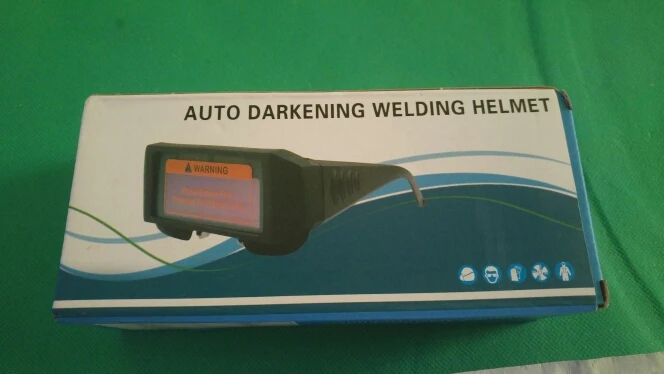 AUTO DARKENING WELDING HELMET
WARNING